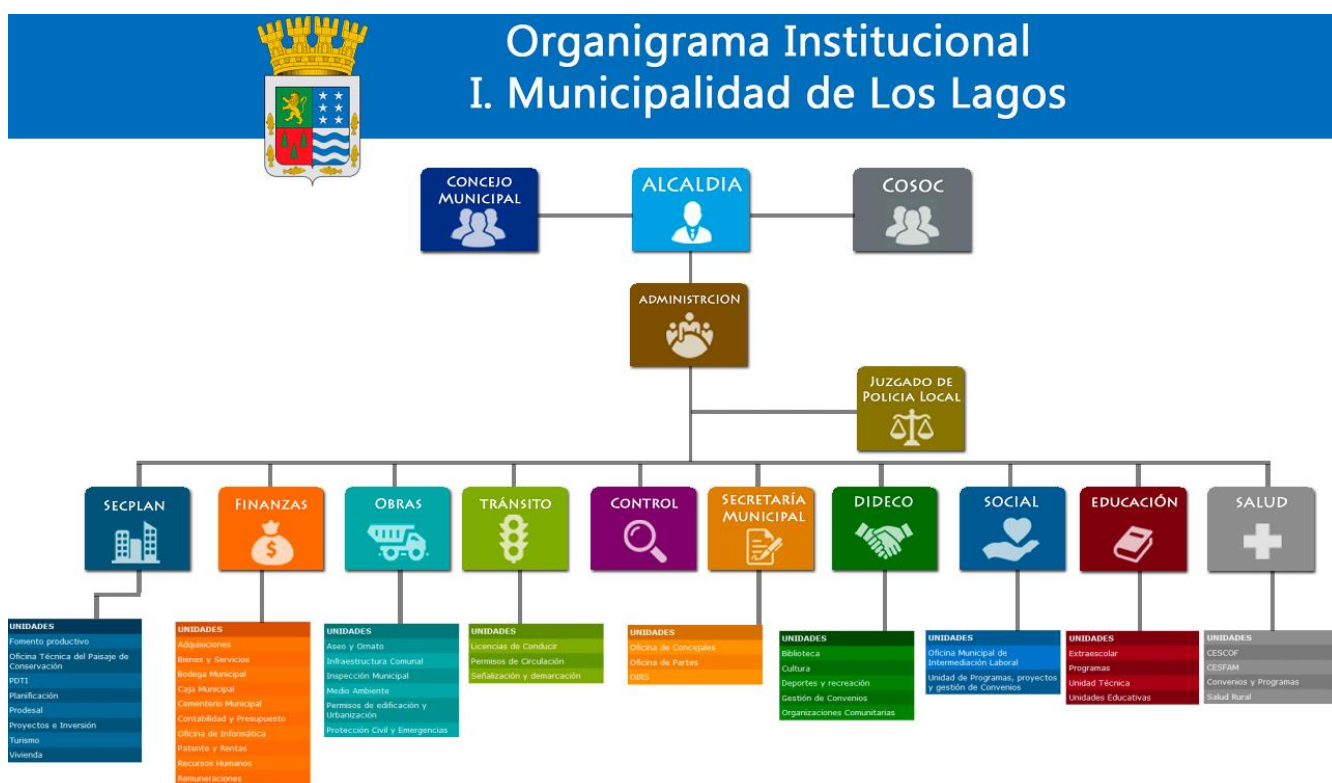 Organigrama Institucional
I. Municipalidad de Los Lagos
CONCEJO
MUNICIPAL
ALCALDIA
COSOC
ADMINISTRCION
JUZGADO DE
POLICIA LOCAL
SECPLAN
FINANZAS
OBRAS
TRÁNSITO
CONTROL
SECRETARÍA
MUNICIPAL
DIDECO
SOCIAL
EDUCACIÓN
SALUD
UNIDADES
Fomento productivo
Oficina Técnica del Paisaje de
Conservación
PDTI
Planificación
Prodesal
Proyectos e Inversión
Turismo
Vivienda
UNIDADES
Adquisiciones
Bienes y Servicios
Bodega Municipal
Caja Municipal
Cementerio Municipal
Contabilidad y Presupuesto
Oficina de Informática
Patente y Rentas
Recursos Humanos
Remuneraciones
UNIDADES
Aseo y Ornato
Infraestructura Comunal
Inspección Municipal
Medio Ambiente
Permisos de edificación y
Urbanización
Protección Civil y Emergencias
UNIDADES
Licencias de Conducir
Permisos de Circulación
Señalización y demarcación
UNIDADES
Oficina de Concejales
Oficina de Partes
OIRS
UNIDADES
Biblioteca
Cultura
Deportes y recreación
Gestión de Convenios
Organizaciones Comunitarias
UNIDADES
Oficina Municipal de
Intermediación Laboral
Unidad de Programas, proyectos
y gestión de Convenios
UNIDADES
Extraescolar
Programas
Unidad Técnica
Unidades Educativas
UNIDADES
CESCOF
CESFAM
Convenios y Programas
Salud Rural